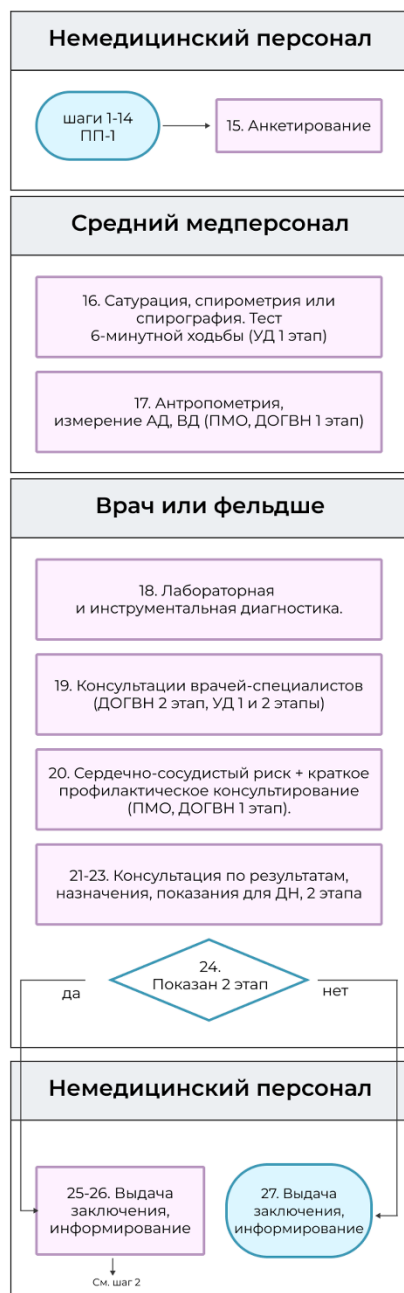 Немедицинский персонал
шаги 1-14
ПП-1
15. Анкетирование
Средний медперсонал
16. Сатурация, спирометрия или
спирография. Тест
6-минутной ходьбы (УД 1 этап)
17. Антропометрия,
измерение АД, ВД (ПМО, ДОГВН 1 этап)
Врач или фельдше
18. Лабораторная
и инструментальная диагностика.
19. Консультации врачей-специалистов
(ДОГВН 2 этап, УД 1 и 2 этапы)
20. Сердечно-сосудистый риск + краткое
профилактическое консультирование
(ПМО, ДОГВН 1 этап).
21-23. Консультация по результатам,
назначения, показания для ДН, 2 этапа
24.
Показан 2 этап
да
нет
Немедицинский персонал
25-26. Выдача
заключения,
информирование
См. шаг 2
27. Выдача
заключения,
информирование